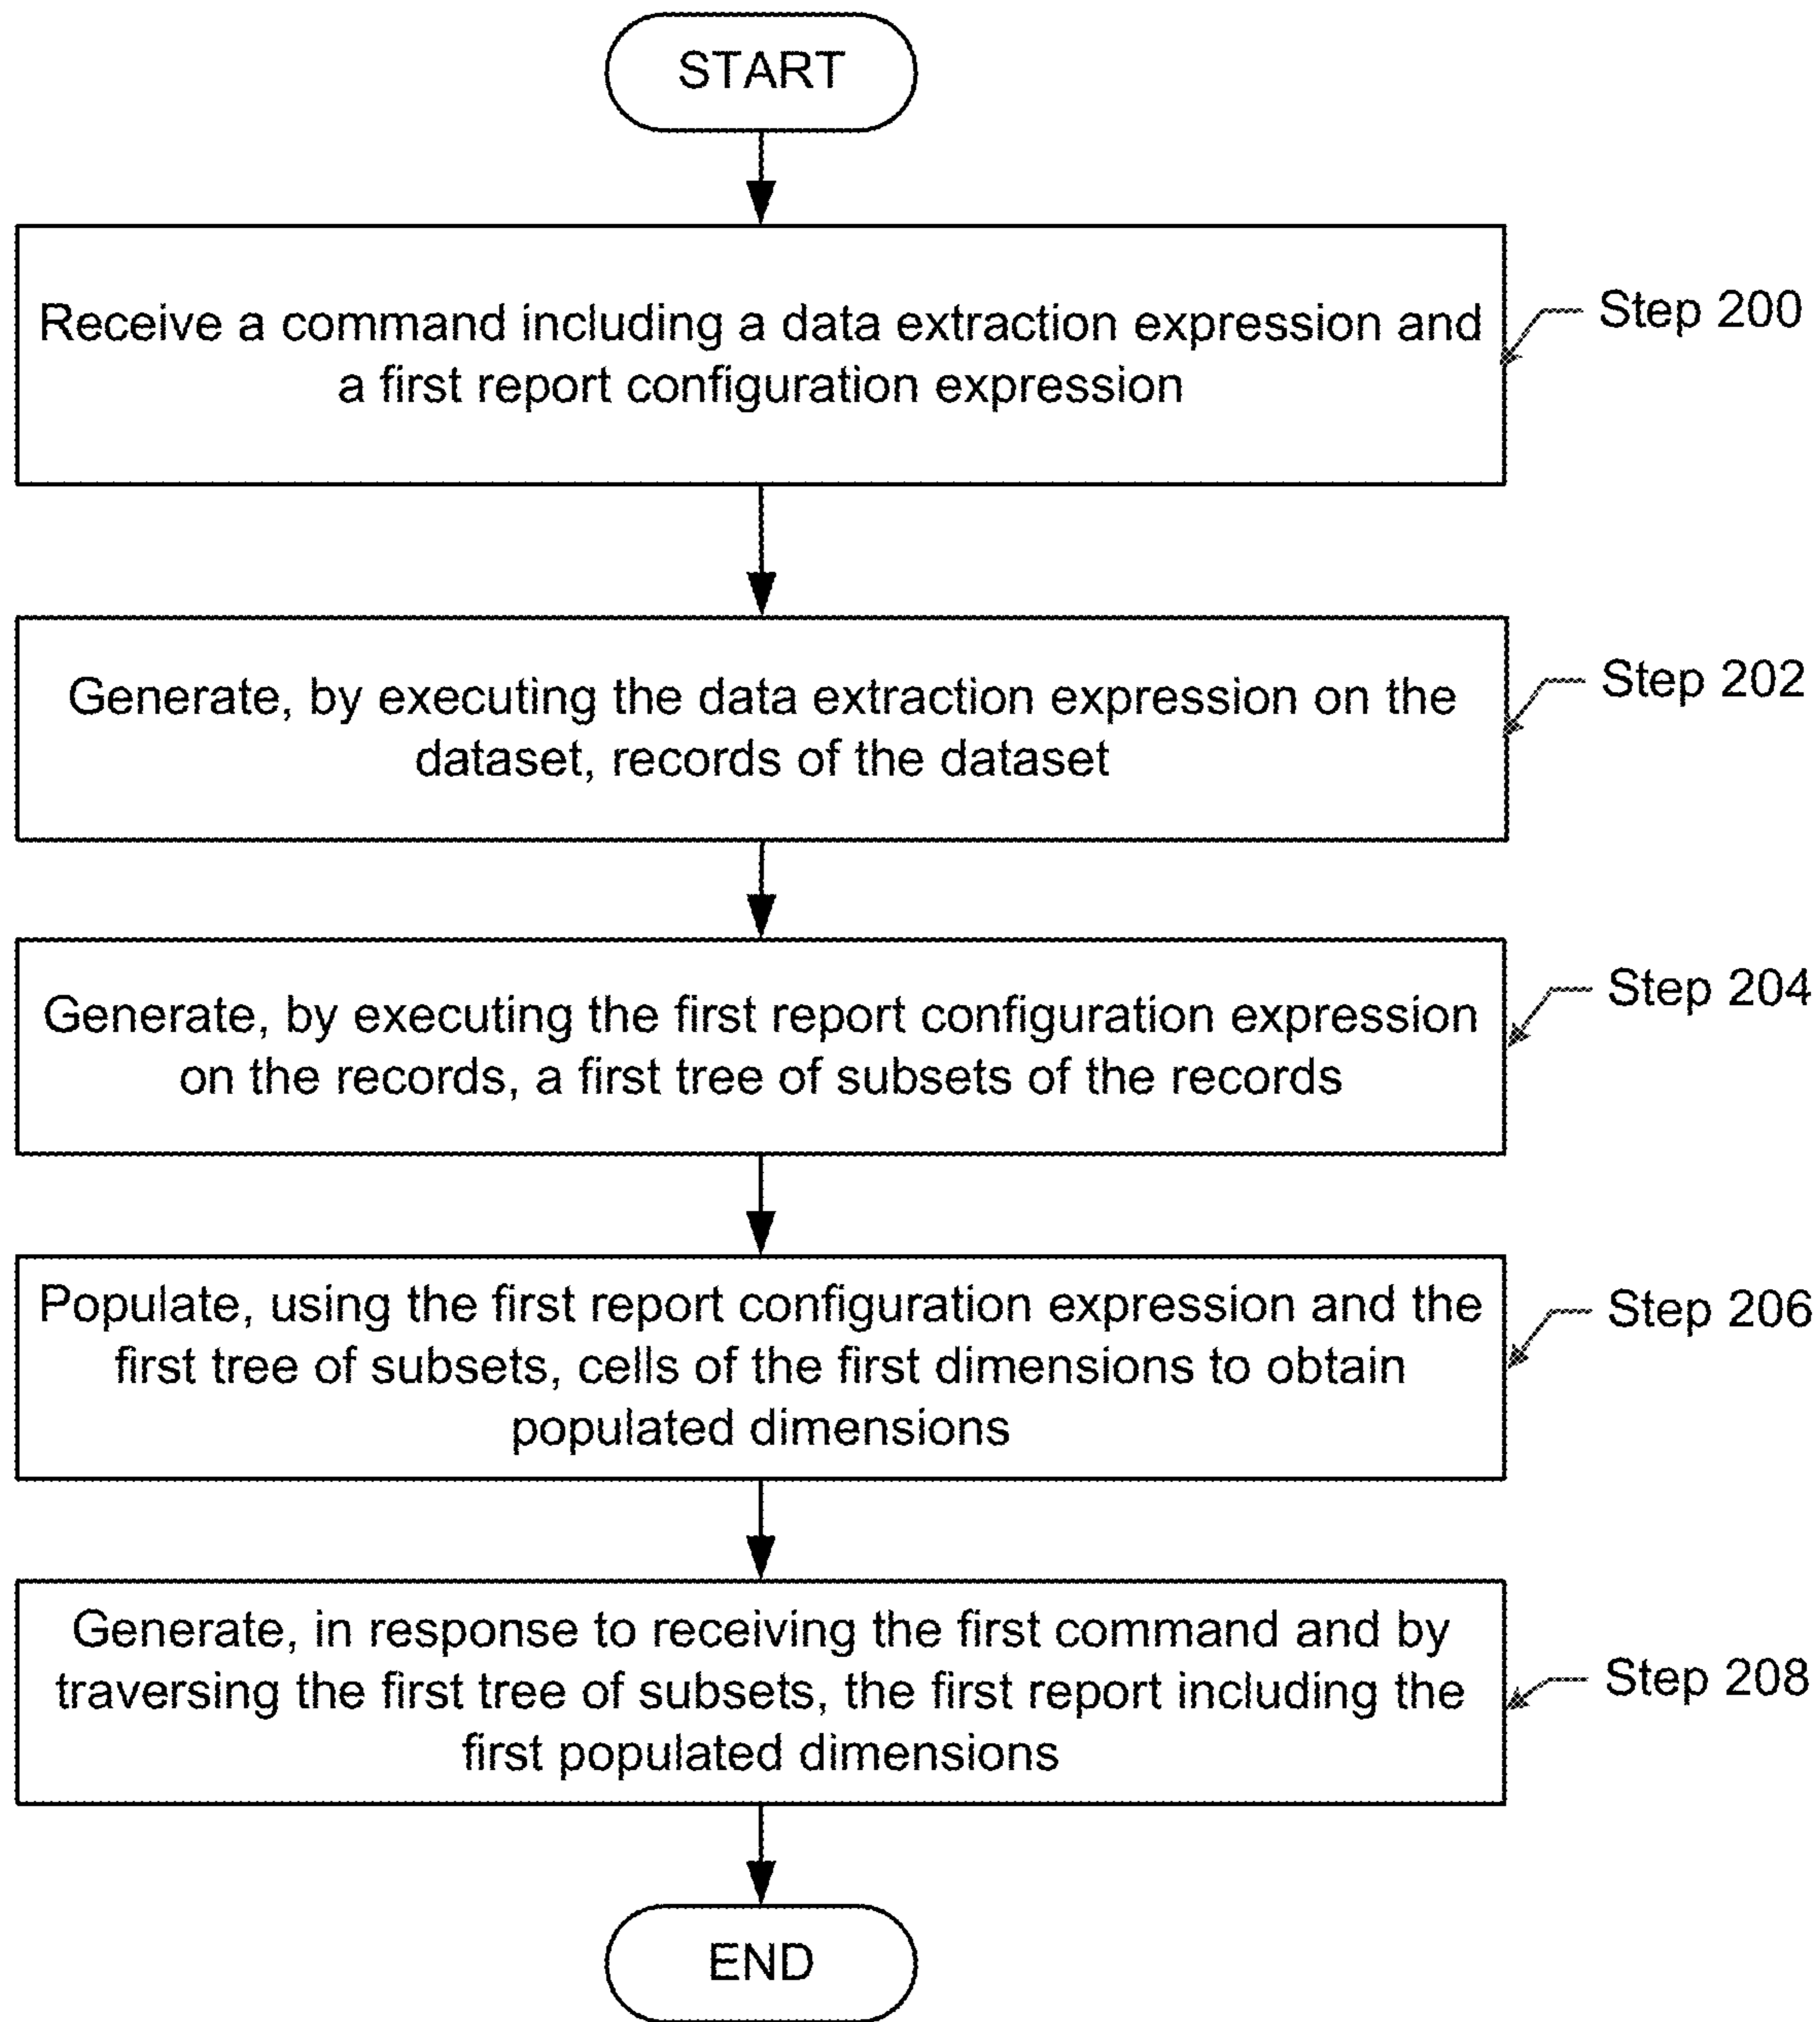 START
Receive a command including a data extraction expression and
a first report configuration expression
Step 200
Generate, by executing the data extraction expression on the
dataset, records of the dataset
Step 202
Generate, by executing the first report configuration expression
on the records, a first tree of subsets of the records
Step 204
Populate, using the first report configuration expression and the
first tree of subsets, cells of the first dimensions to obtain
populated dimensions
Step 206
Generate, in response to receiving the first command and by
traversing the first tree of subsets, the first report including the
first populated dimensions
Step 208
END